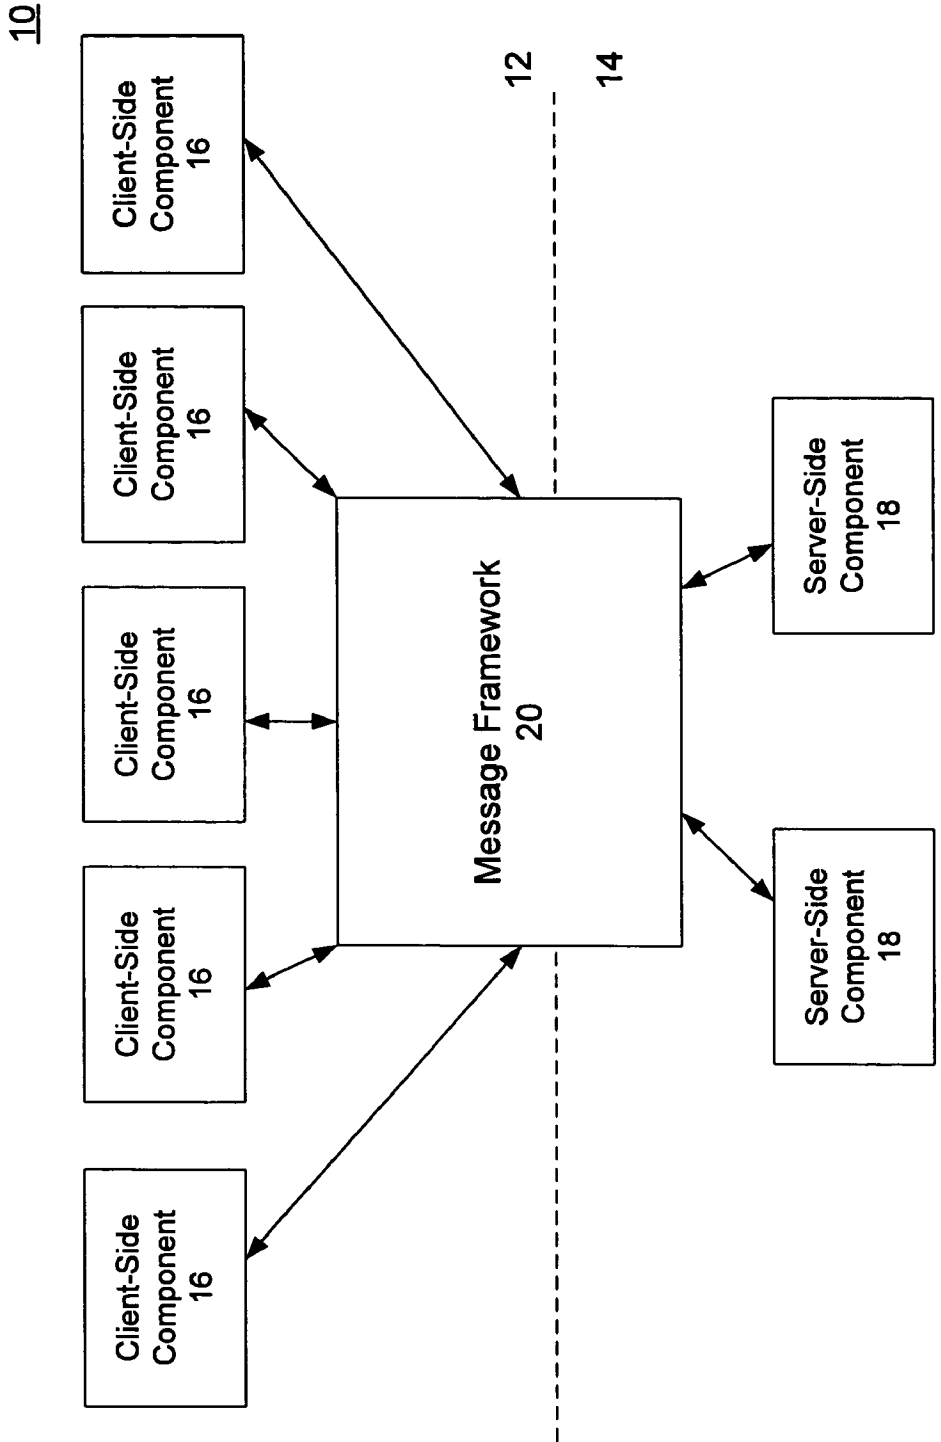 10
Client-Side
Component
16
Client-Side
Component
16
Client-Side
Component
16
Client-Side
Component
16
Client-Side
Component
16
Message Framework
20
12
14
Server-Side
Component
18
Server-Side
Component
18